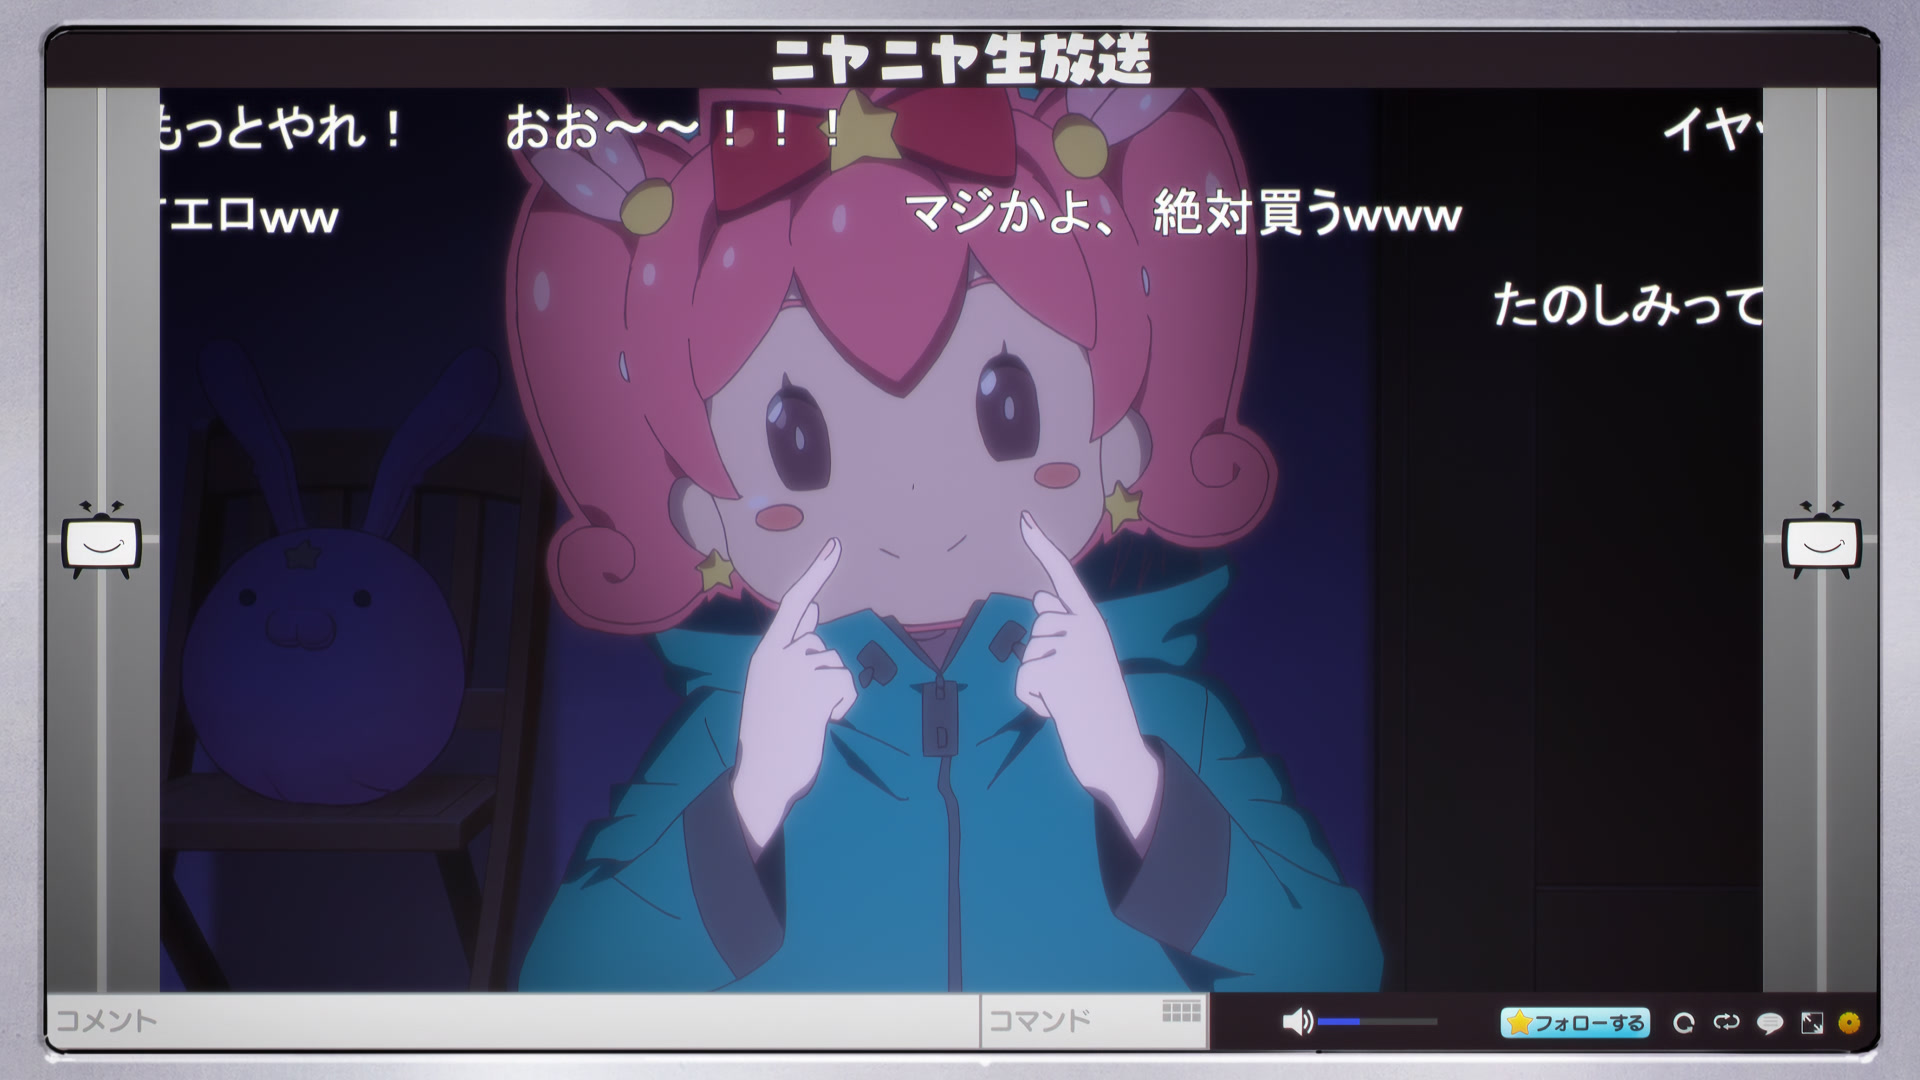 ニヤニヤ生放送
もっとやれ！
おお～～！！！
イヤッ
エロww
マジかよ、絶対買うwww
たのしみって
コメント
コマンド
フォローする